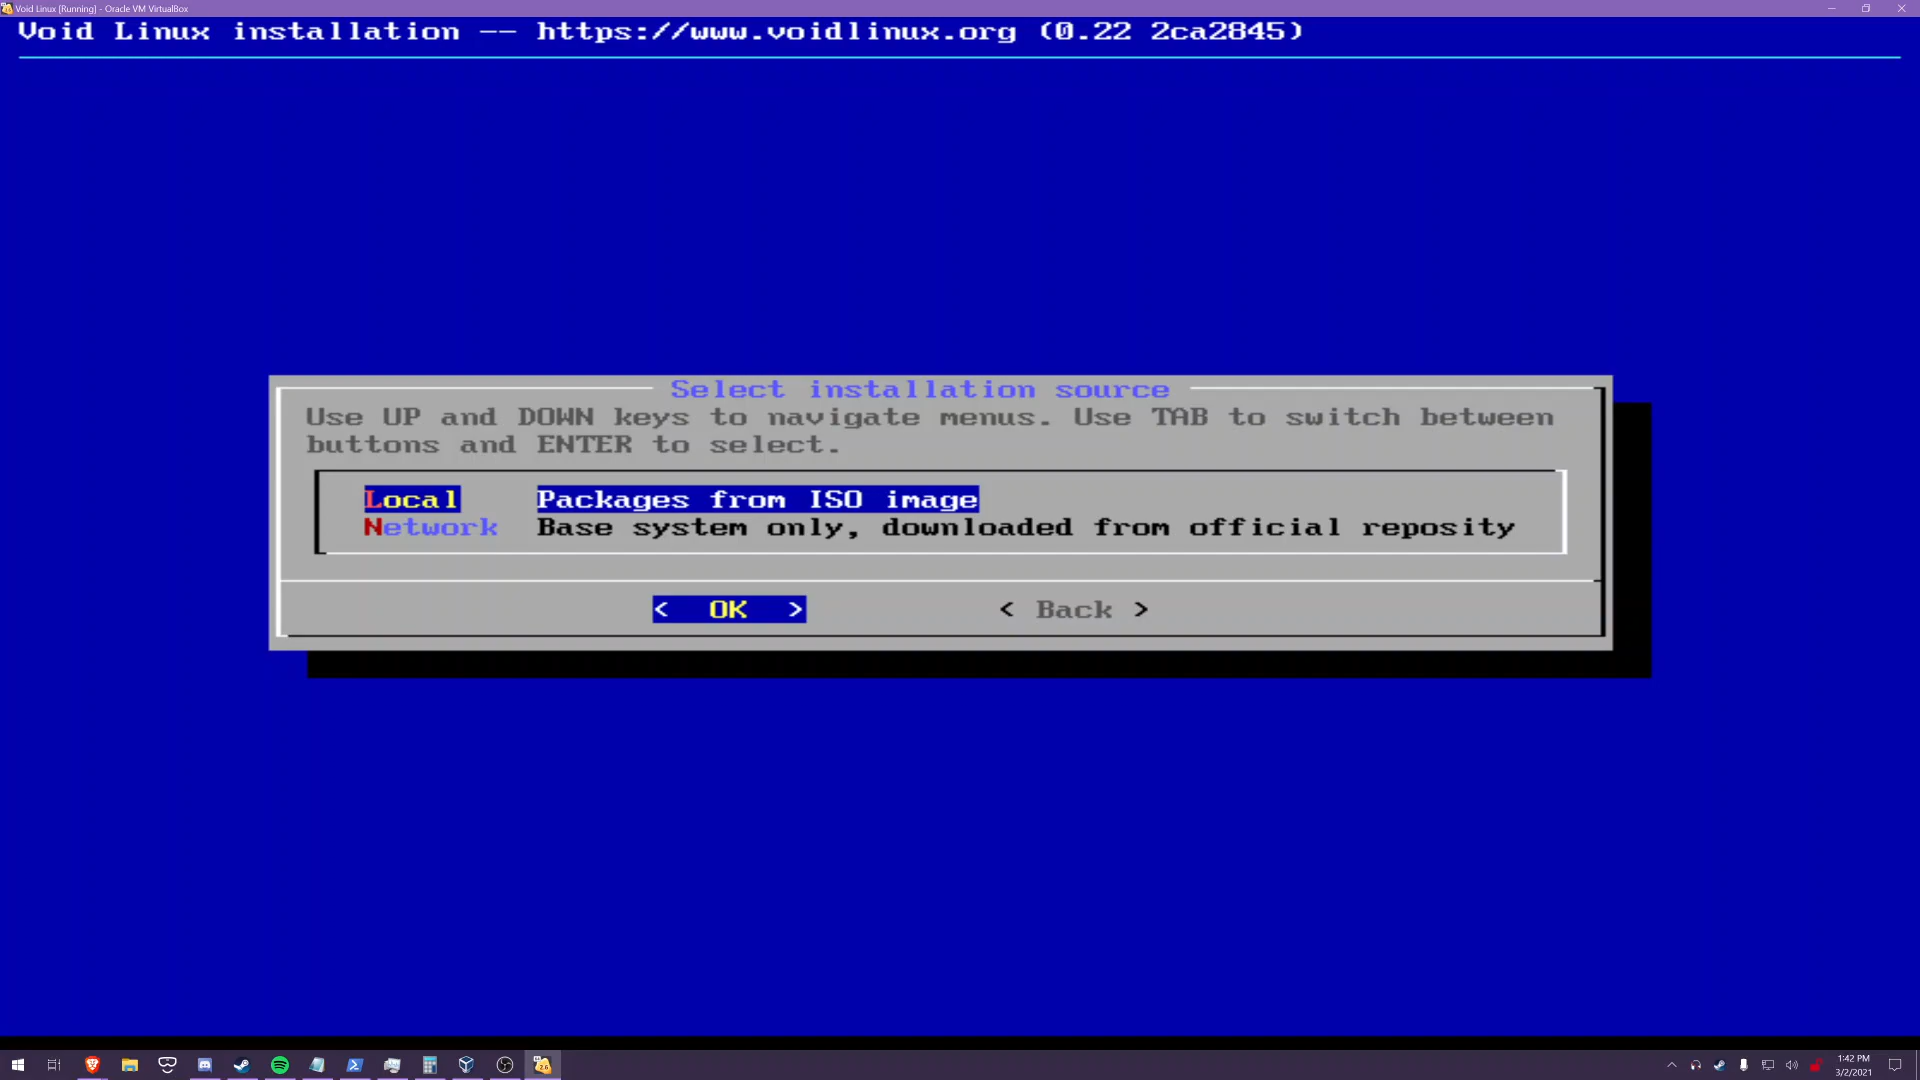 Void Linux [Running] - Oracle VM VirtualBox
Void Linux installation -- https://www.voidlinux.org (0.22 2ca2845)
Select installation source
Use UP and DOWN keys to navigate menus. Use TAB to switch between
buttons and ENTER to select.
Local Packages from ISO image
Network Base system only, downloaded from official reposity
< OK > < Back >
1:42 PM
3/2/2021